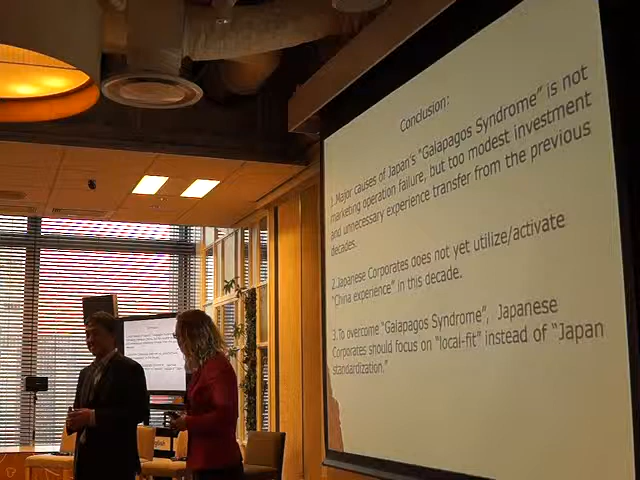 Conclusion:
1.Major causes of Japan's "Galapagos Syndrome" is not
marketing operation failure, but too modest investment
and unnecessary experience transfer from the previous
decades.
2.Japanese Corporates does not yet utilize/activate
"China experience" in this decade.
3.To overcome "Galapagos Syndrome", Japanese
Corporates should focus on "local-fit" instead of "Japan
standardization."